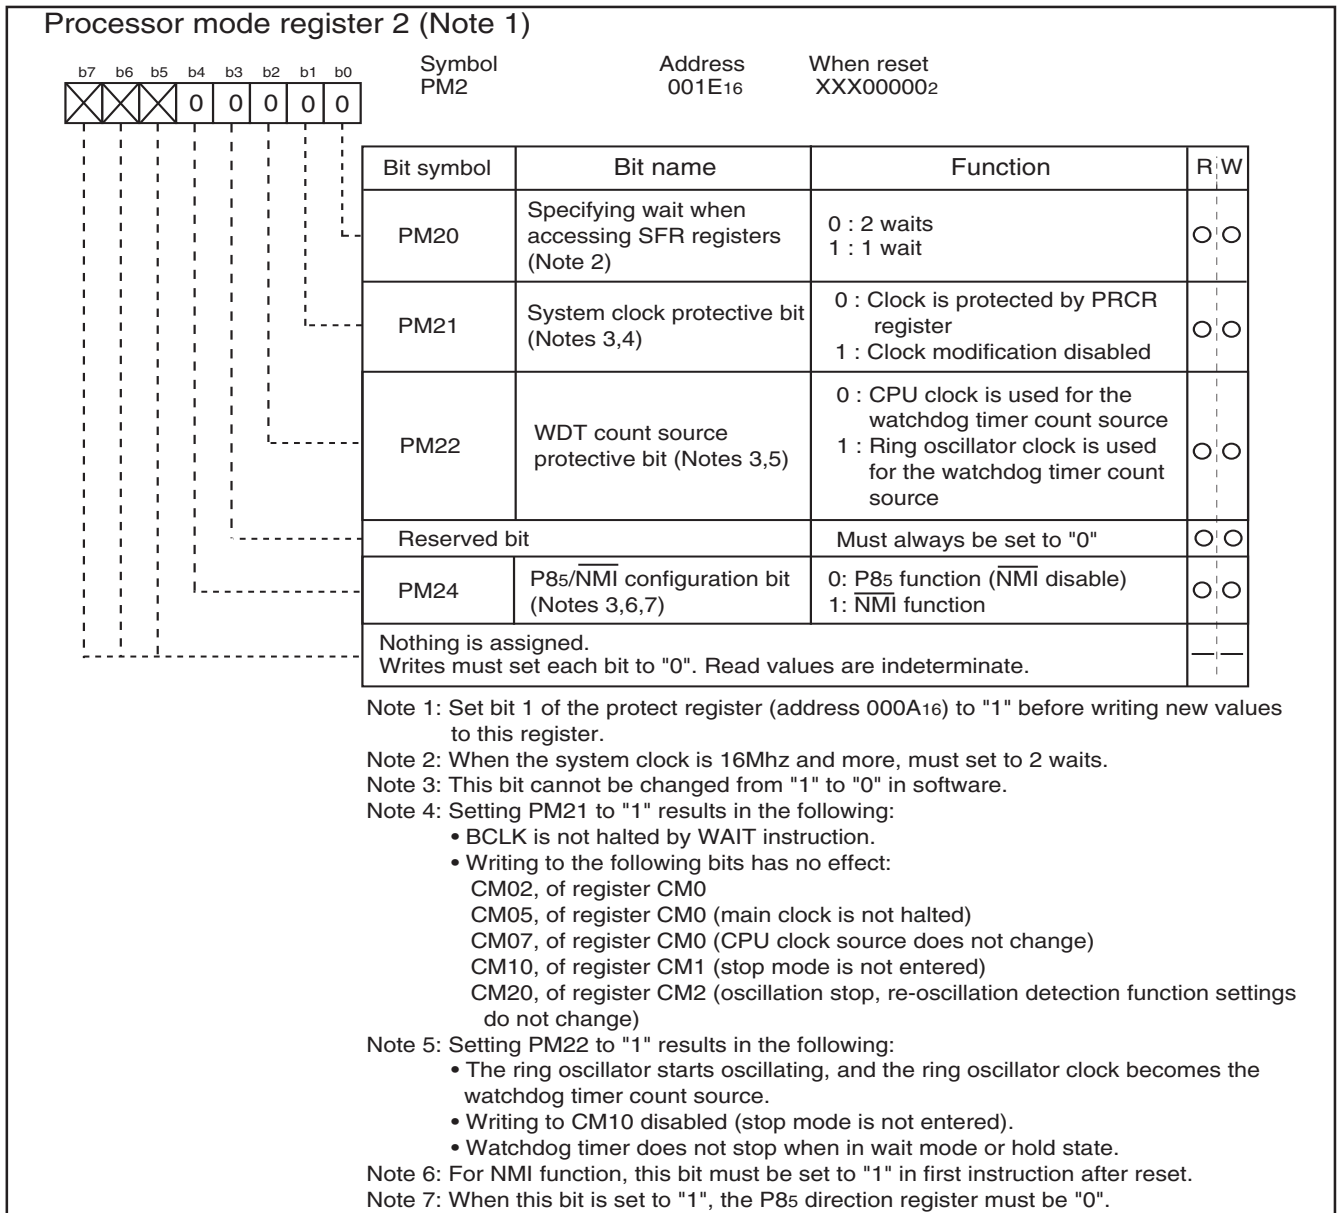 Processor mode register 2 (Note 1)
Symbol Address When reset
b7 b6 b5 b4 b3 b2 b1 b0
PM2 001E16 XXX000002
0 0 0 0 0
Bit symbol Bit name Function R W
PM20 Specifying wait when accessing SFR registers (Note 2) 0 : 2 waits 1 : 1 wait
PM21 System clock protective bit (Notes 3,4) 0 : Clock is protected by PRCR register 1 : Clock modification disabled
PM22 WDT count source protective bit (Notes 3,5) 0 : CPU clock is used for the watchdog timer count source 1 : Ring oscillator clock is used for the watchdog timer count source
Reserved bit Must always be set to "0"
PM24 P85/NMI configuration bit (Notes 3,6,7) 0: P85 function (NMI disable) 1: NMI function
Nothing is assigned.
Writes must set each bit to "0". Read values are indeterminate.
Note 1: Set bit 1 of the protect register (address 000A16) to "1" before writing new values
to this register.
Note 2: When the system clock is 16Mhz and more, must set to 2 waits.
Note 3: This bit cannot be changed from "1" to "0" in software.
Note 4: Setting PM21 to "1" results in the following:
• BCLK is not halted by WAIT instruction.
• Writing to the following bits has no effect:
CM02, of register CM0
CM05, of register CM0 (main clock is not halted)
CM07, of register CM0 (CPU clock source does not change)
CM10, of register CM1 (stop mode is not entered)
CM20, of register CM2 (oscillation stop, re-oscillation detection function settings
do not change)
Note 5: Setting PM22 to "1" results in the following:
• The ring oscillator starts oscillating, and the ring oscillator clock becomes the
watchdog timer count source.
• Writing to CM10 disabled (stop mode is not entered).
• Watchdog timer does not stop when in wait mode or hold state.
Note 6: For NMI function, this bit must be set to "1" in first instruction after reset.
Note 7: When this bit is set to "1", the P85 direction register must be "0".